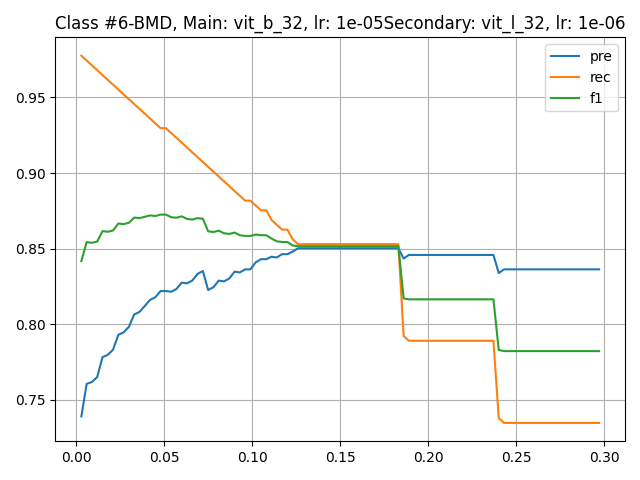 Class #6-BMD, Main: vit_b_32, lr: 1e-05Secondary: vit_l_32, lr: 1e-06
pre
rec
f1
0.95
0.90
0.85
0.80
0.75
0.00 0.05 0.10 0.15 0.20 0.25 0.30